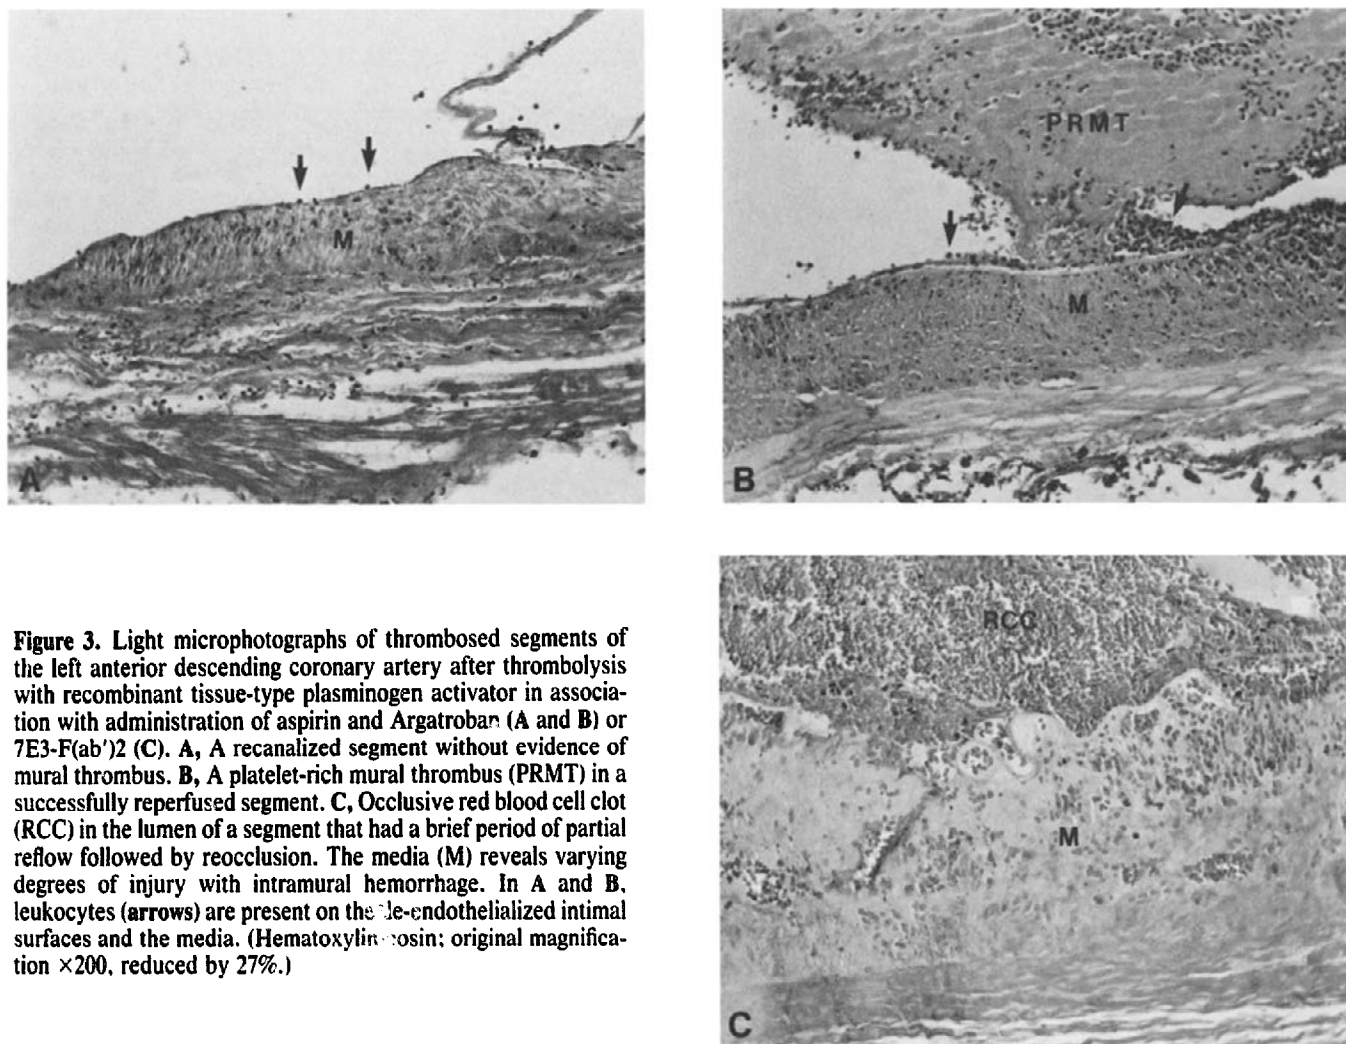 M
A
PRMT
M
B
RCC
M
C
Figure 3. Light microphotographs of thrombosed segments of
the left anterior descending coronary artery after thrombolysis
with recombinant tissue-type plasminogen activator in associa-
tion with administration of aspirin and Argatroban (A and B) or
7E3-F(ab')2 (C). A, A recanalized segment without evidence of
mural thrombus. B, A platelet-rich mural thrombus (PRMT) in a
successfully reperfused segment. C, Occlusive red blood cell clot
(RCC) in the lumen of a segment that had a brief period of partial
reflow followed by reocclusion. The media (M) reveals varying
degrees of injury with intramural hemorrhage. In A and B,
leukocytes (arrows) are present on the de-endothelialized intimal
surfaces and the media. (Hematoxylin-eosin; original magnifica-
tion ×200, reduced by 27%.)